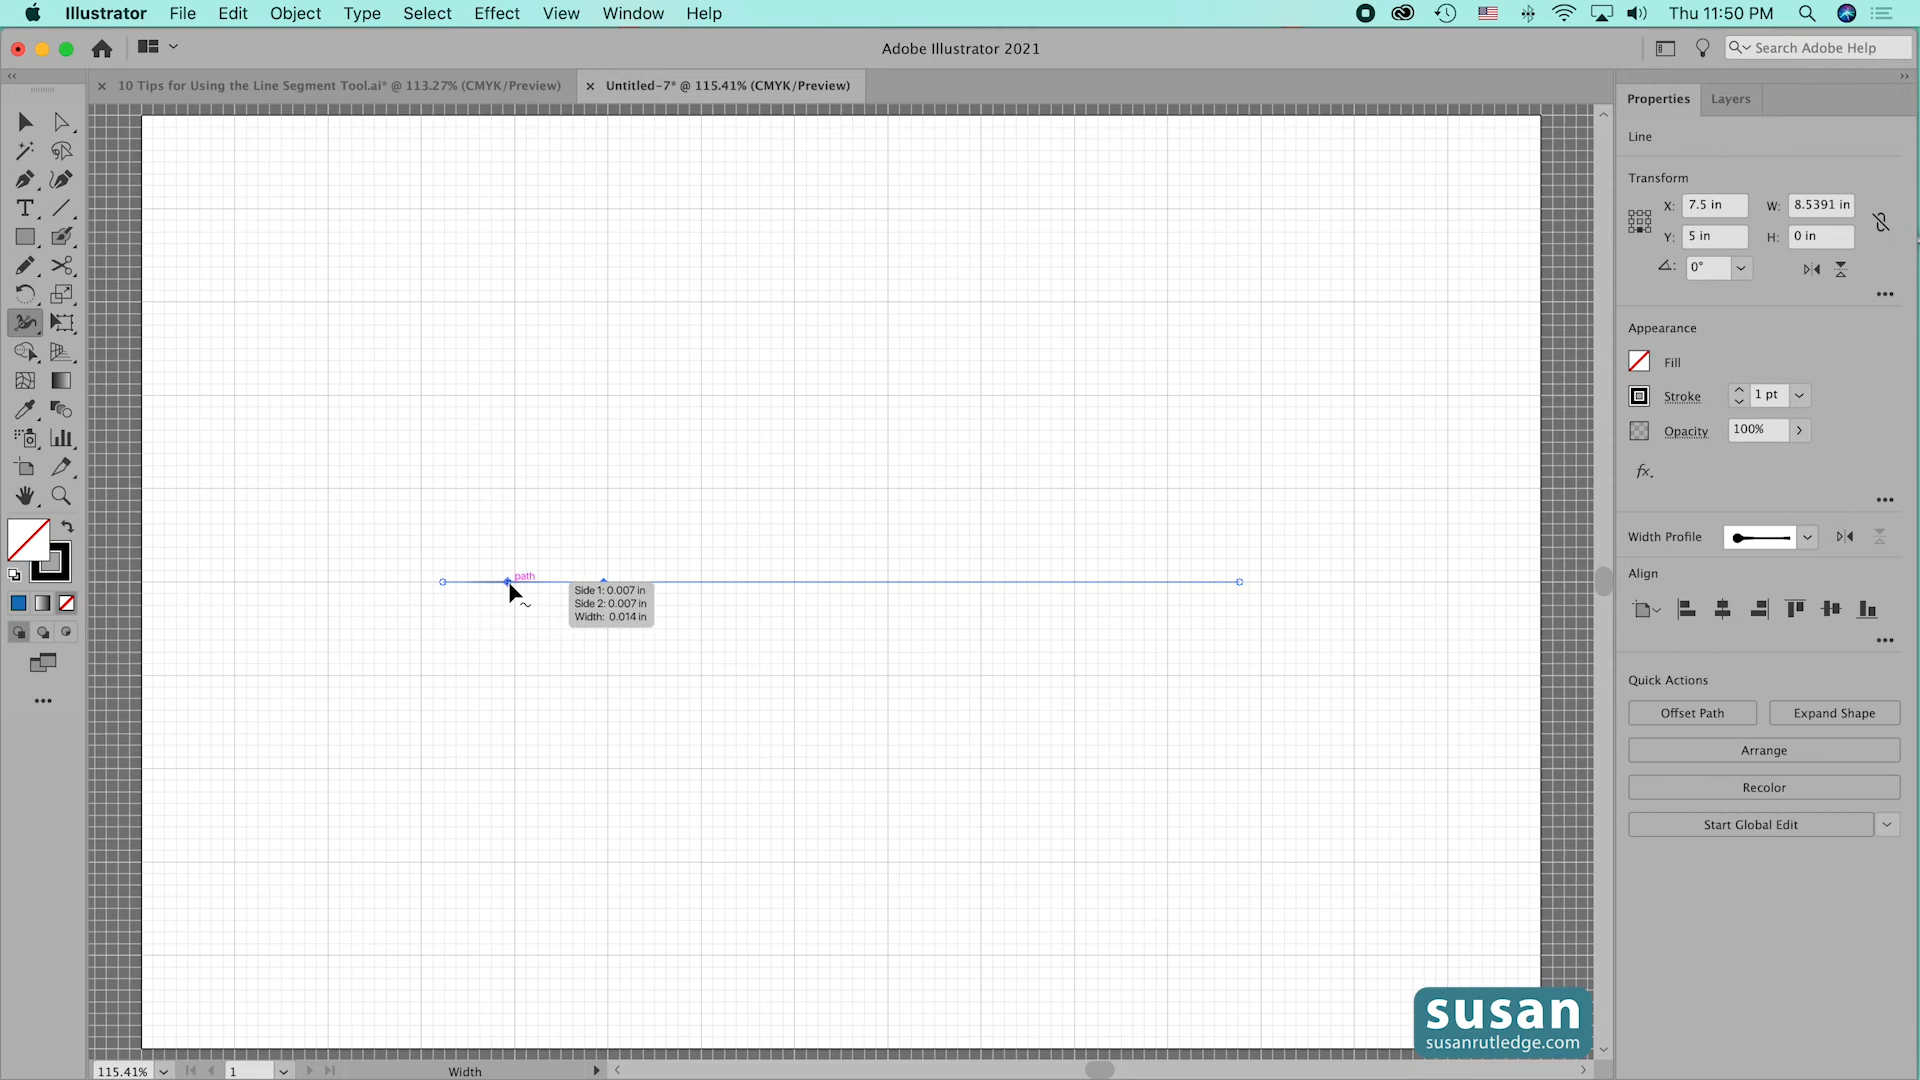 Illustrator File Edit Object Type Select Effect View Window Help
Thu 11:50 PM
Adobe Illustrator 2021
Search Adobe Help
10 Tips for Using the Line Segment Tool.ai* @ 113.27% (CMYK/Preview)
Untitled-7* @ 115.41% (CMYK/Preview)
Properties Layers
Line
Transform
X: 7.5 in W: 8.5391 in
Y: 5 in H: 0 in
0°
Appearance
Fill
Stroke 1 pt
Opacity 100%
fx.
Width Profile
Align
Quick Actions
Offset Path Expand Shape
Arrange
Recolor
Start Global Edit
path
Side 1: 0.007 in
Side 2: 0.007 in
Width: 0.014 in
susan
susanrutledge.com
115.41% 1 Width